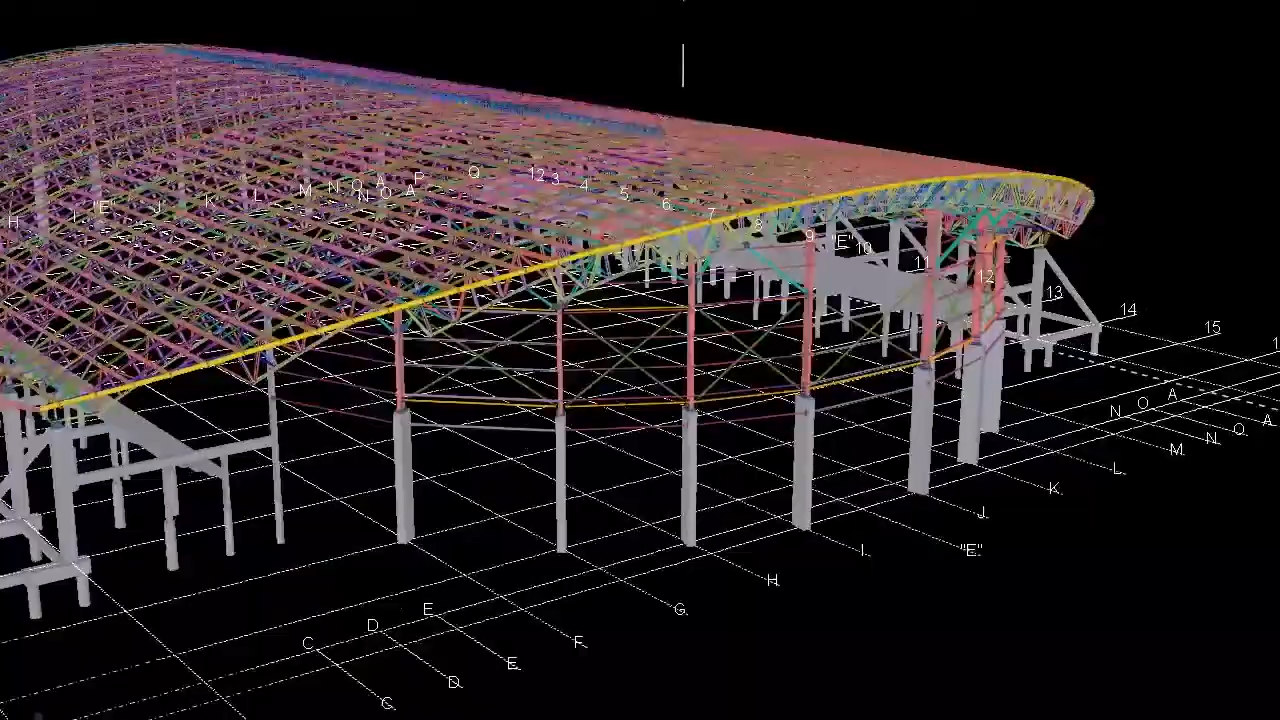 H I "E" J K L M N O A N O A P Q 12 3 4 5 6 7 8 9 "E" 10 11 12 13 14 15
N O A
M N O A
L
K
J
I "E"
H
G
E
F
D
E
C
D
C